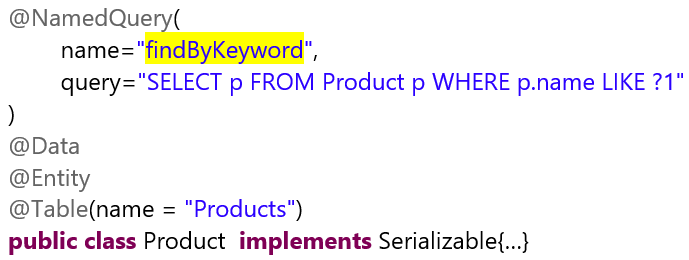 @NamedQuery(
name="findByKeyword",
query="SELECT p FROM Product p WHERE p.name LIKE ?1"
)
@Data
@Entity
@Table(name = "Products")
public class Product  implements Serializable{...}